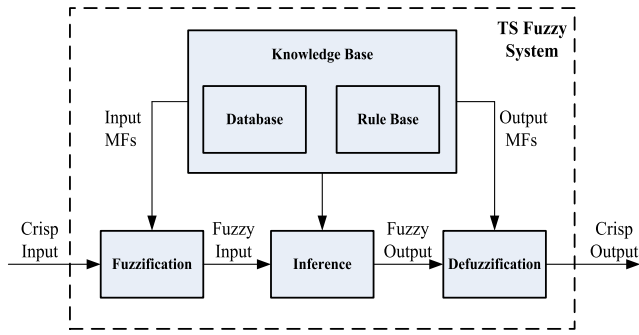 TS Fuzzy
System
Knowledge Base
Database
Rule Base
Input
MFs
Output
MFs
Crisp
Input
Fuzzification
Fuzzy
Input
Inference
Fuzzy
Output
Defuzzification
Crisp
Output